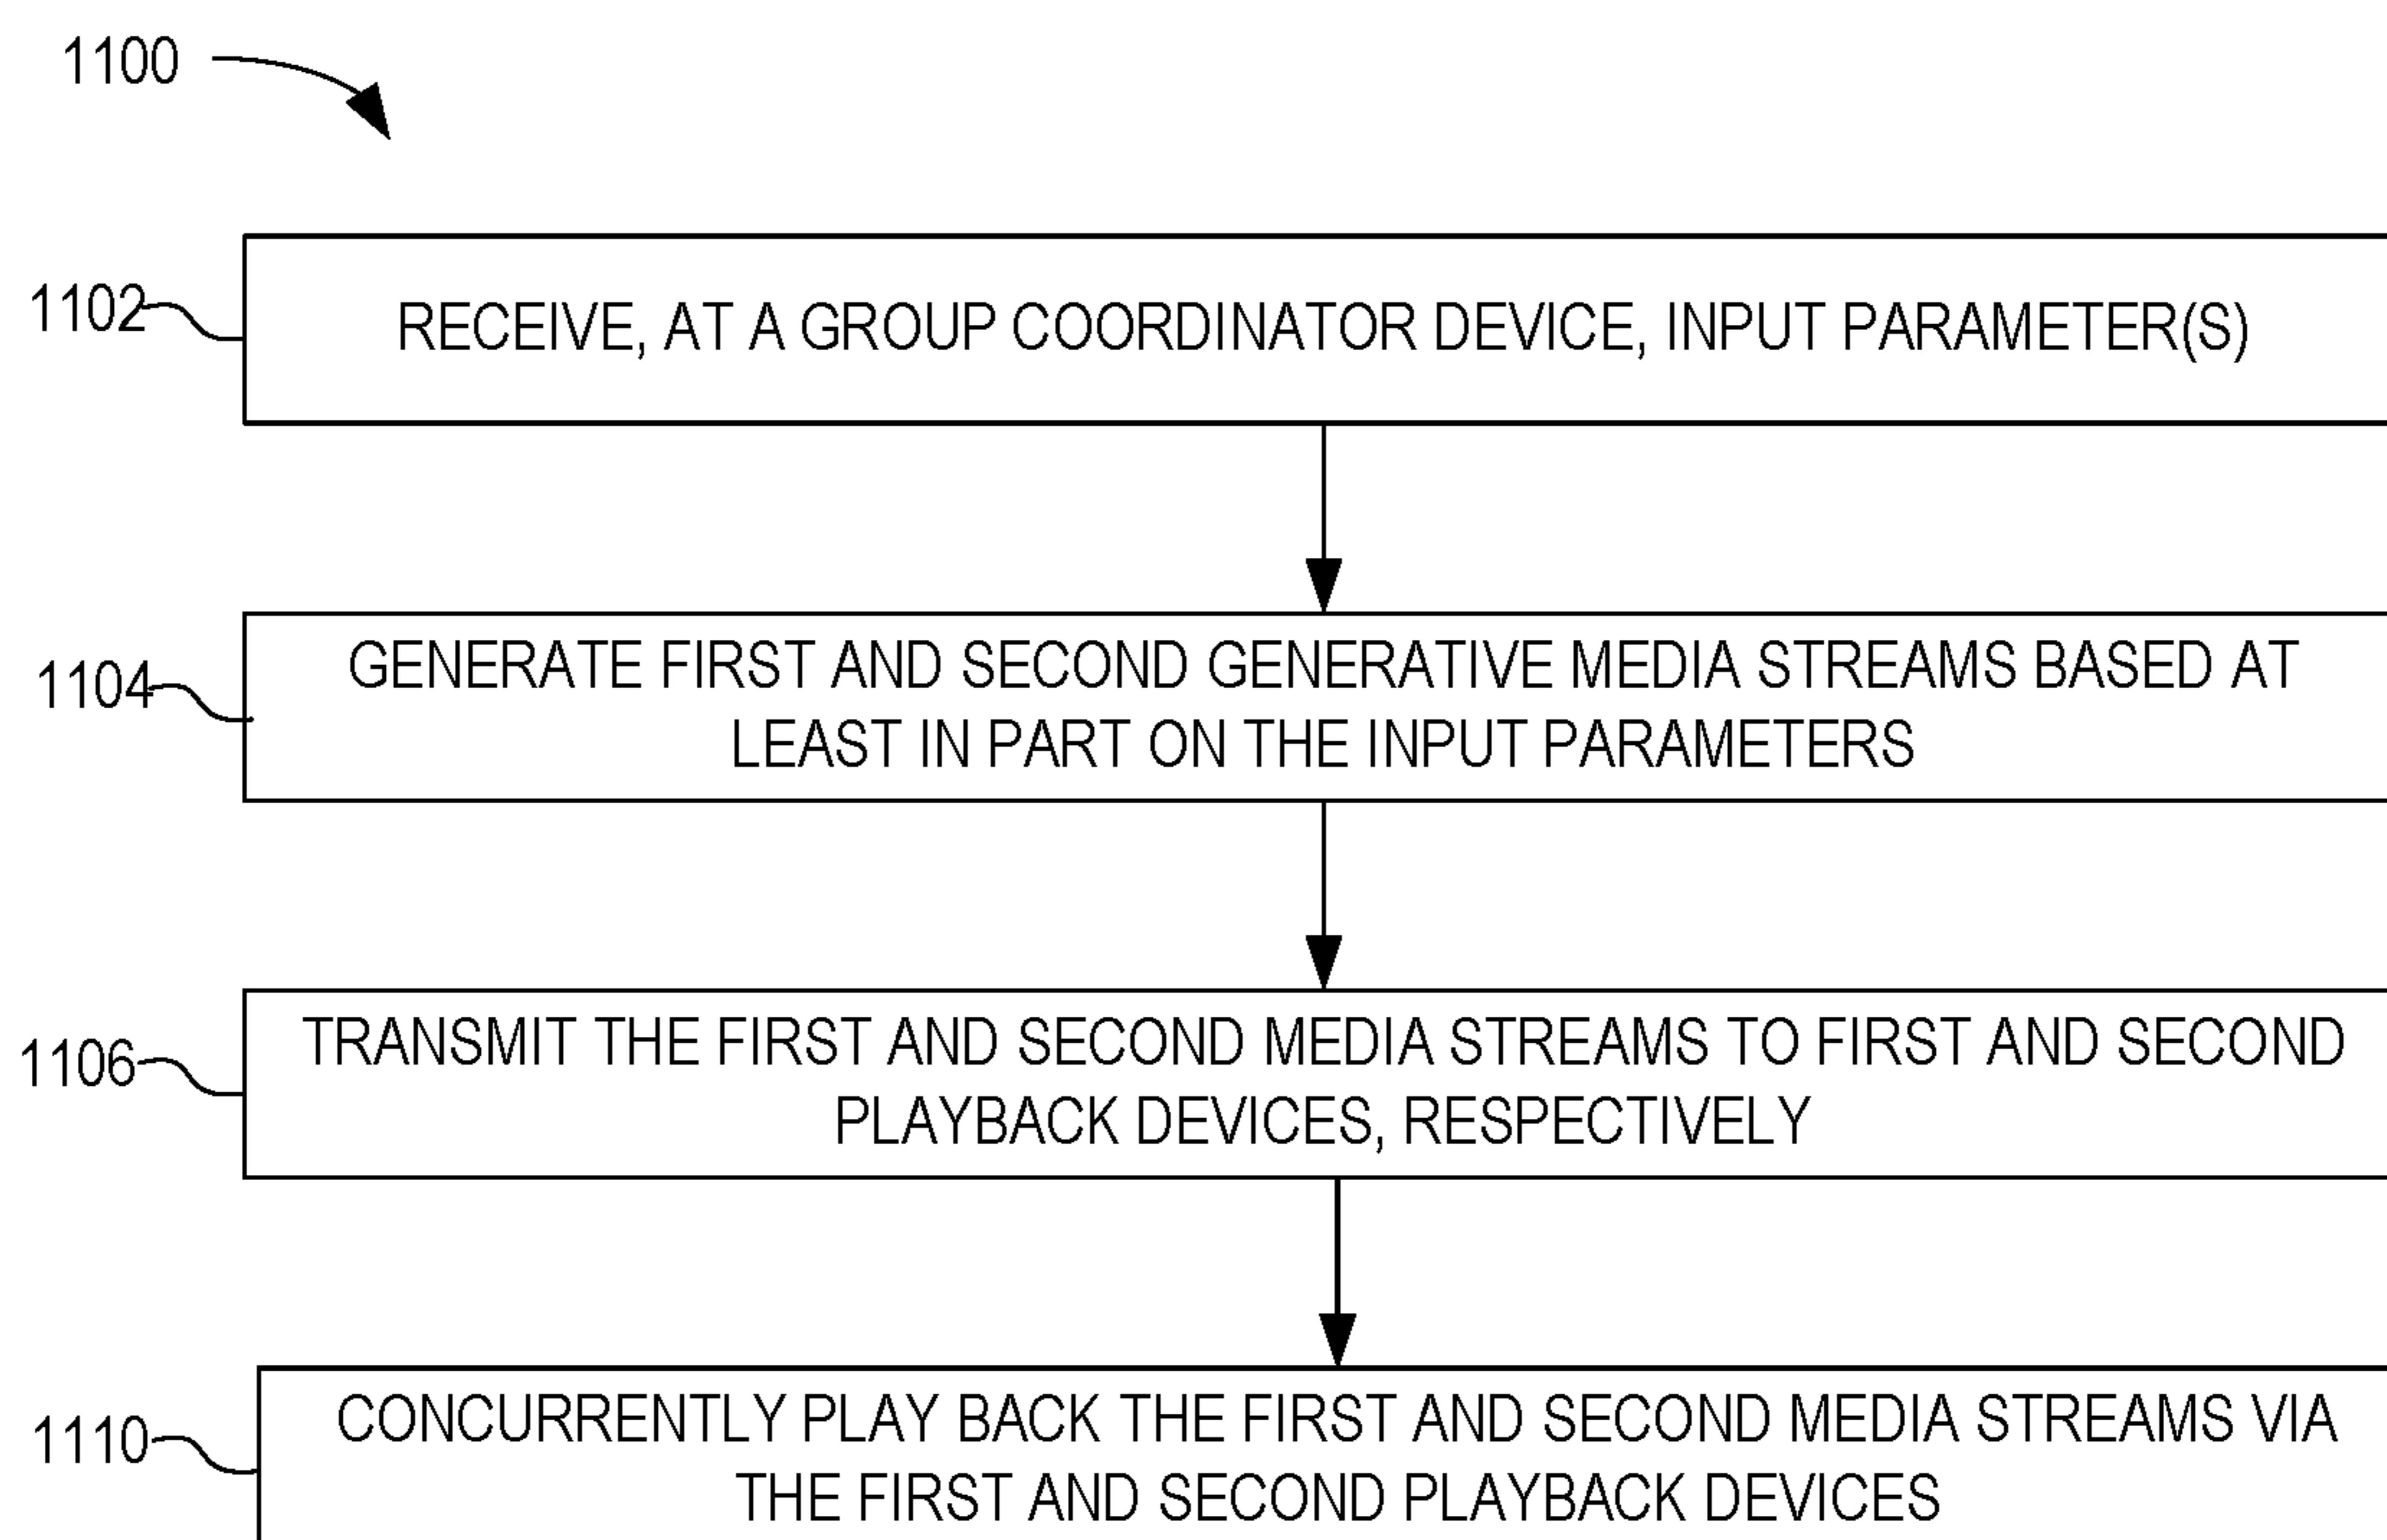 1100
1102
RECEIVE, AT A GROUP COORDINATOR DEVICE, INPUT PARAMETER(S)
1104
GENERATE FIRST AND SECOND GENERATIVE MEDIA STREAMS BASED AT
LEAST IN PART ON THE INPUT PARAMETERS
1106
TRANSMIT THE FIRST AND SECOND MEDIA STREAMS TO FIRST AND SECOND
PLAYBACK DEVICES, RESPECTIVELY
1110
CONCURRENTLY PLAY BACK THE FIRST AND SECOND MEDIA STREAMS VIA
THE FIRST AND SECOND PLAYBACK DEVICES